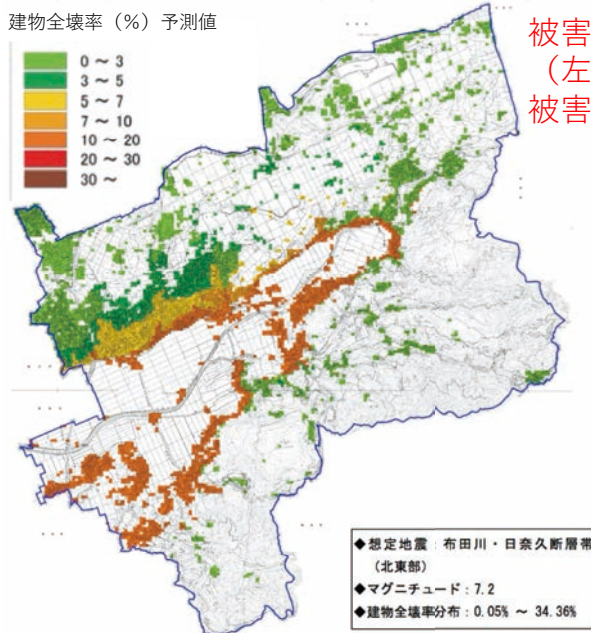 建物全壊率（%）予測値
0 ～ 3
3 ～ 5
5 ～ 7
7 ～ 10
10 ～ 20
20 ～ 30
30 ～
被害
（左
被害
◆想定地震：布田川・日奈久断層帯
（北東部）
◆マグニチュード：7.2
◆建物全壊率分布：0.05% ～ 34.36%